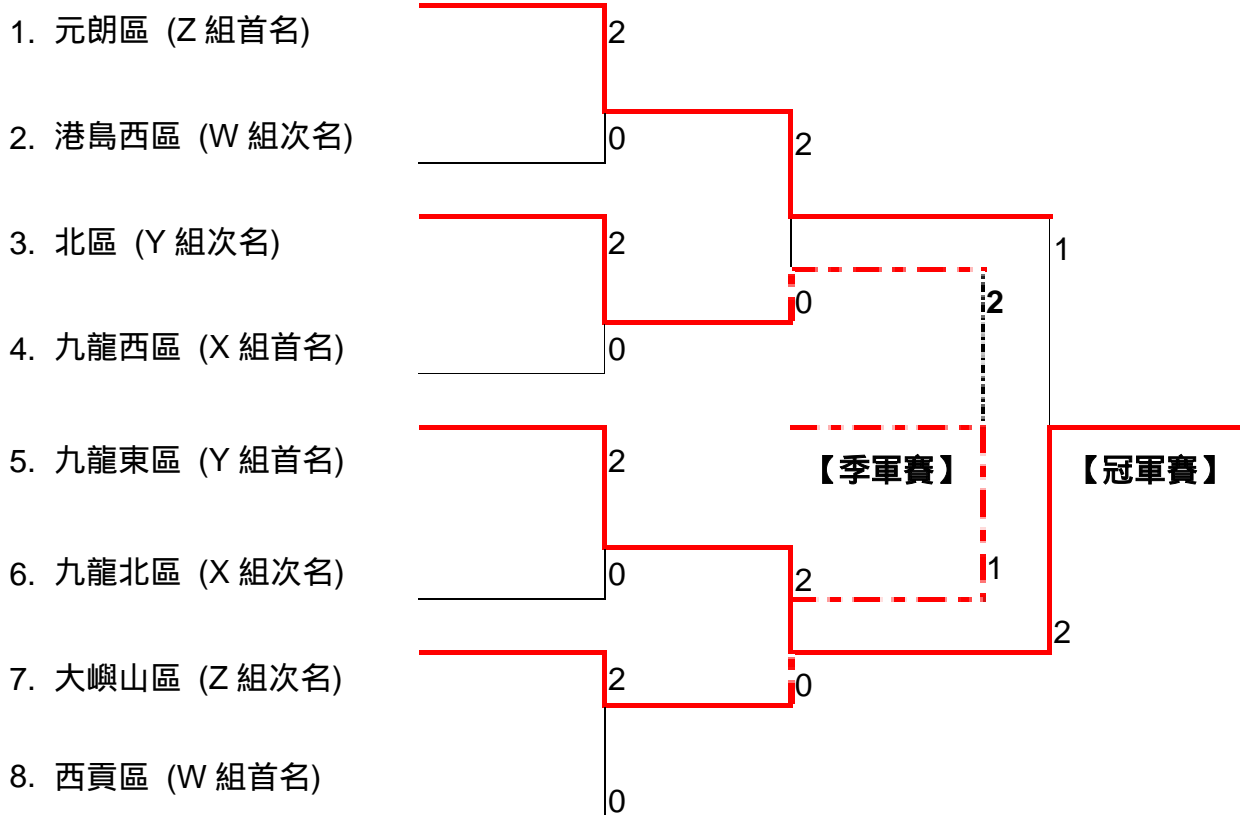 1. 元朗區 (Z 組首名)
2
2. 港島西區 (W 組次名)
0
2
3. 北區 (Y 組次名)
2
1
0
2
4. 九龍西區 (X 組首名)
0
5. 九龍東區 (Y 組首名)
2
【季軍賽】
【冠軍賽】
6. 九龍北區 (X 組次名)
0
2
1
2
7. 大嶼山區 (Z 組次名)
2
0
8. 西貢區 (W 組首名)
0